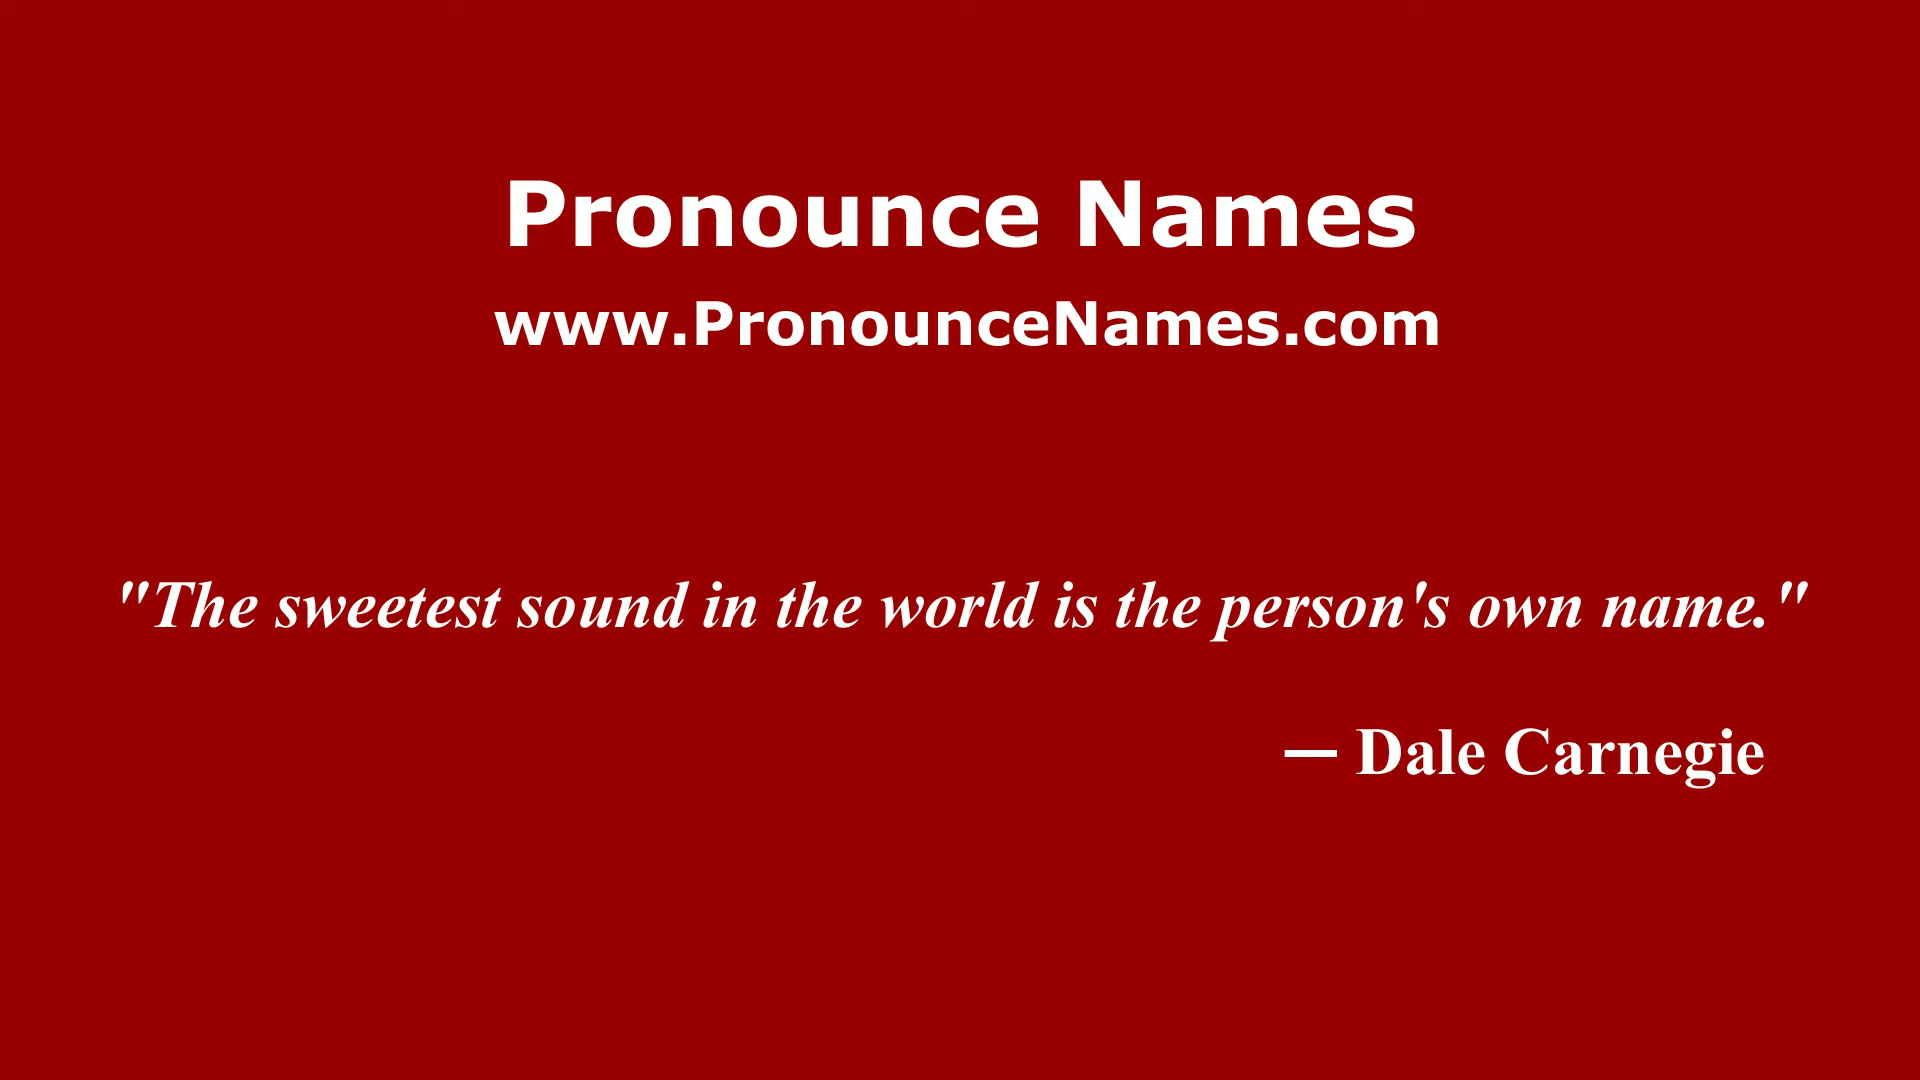 Pronounce Names
www.PronounceNames.com
"The sweetest sound in the world is the person's own name."
— Dale Carnegie